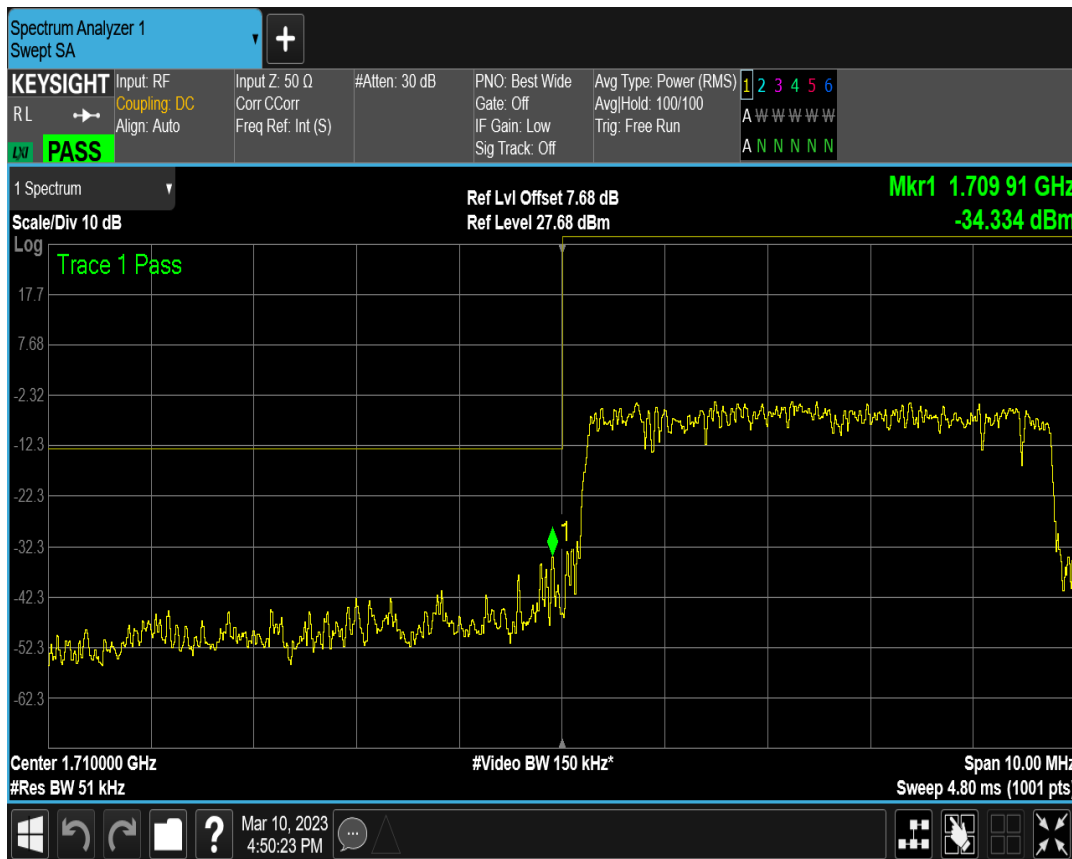 Spectrum Analyzer 1
Swept SA
+
KEYSIGHT Input: RF Input Z: 50 Ω #Atten: 30 dB PNO: Best Wide Avg Type: Power (RMS) 1 2 3 4 5 6
RL Coupling: DC Corr CCorr Gate: Off Avg|Hold: 100/100 A W W W W W
Align: Auto Freq Ref: Int (S) IF Gain: Low Trig: Free Run
LXI PASS Sig Track: Off A N N N N N
1 Spectrum
Ref Lvl Offset 7.68 dB Mkr1 1.709 91 GHz
Scale/Div 10 dB Ref Level 27.68 dBm -34.334 dBm
Log
Trace 1 Pass
17.7
7.68
-2.32
-12.3
-22.3
1
-32.3
-42.3
-52.3
-62.3
Center 1.710000 GHz #Video BW 150 kHz* Span 10.00 MHz
#Res BW 51 kHz Sweep 4.80 ms (1001 pts)
? Mar 10, 2023
4:50:23 PM